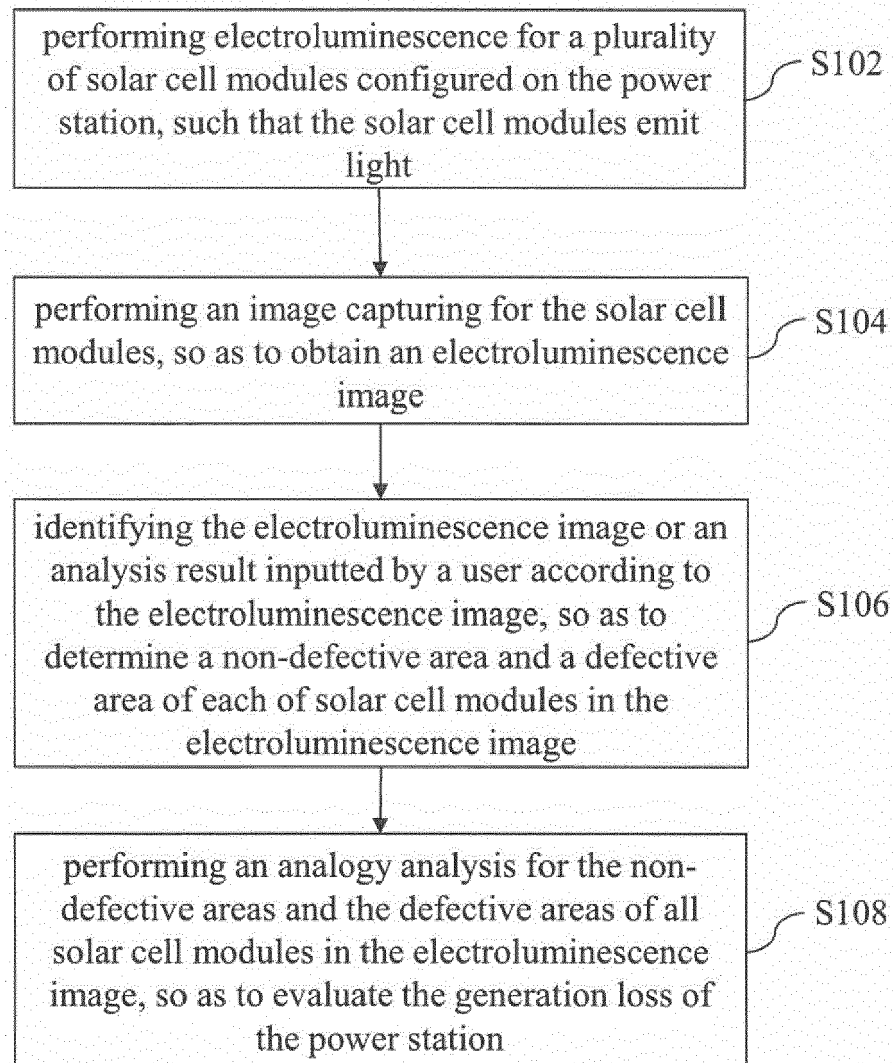 performing electroluminescence for a plurality
of solar cell modules configured on the power
station, such that the solar cell modules emit
light
S102
performing an image capturing for the solar cell
modules, so as to obtain an electroluminescence
image
S104
identifying the electroluminescence image or an
analysis result inputted by a user according to
the electroluminescence image, so as to
determine a non-defective area and a defective
area of each of solar cell modules in the
electroluminescence image
S106
performing an analogy analysis for the non-
defective areas and the defective areas of all
solar cell modules in the electroluminescence
image, so as to evaluate the generation loss of
the power station
S108